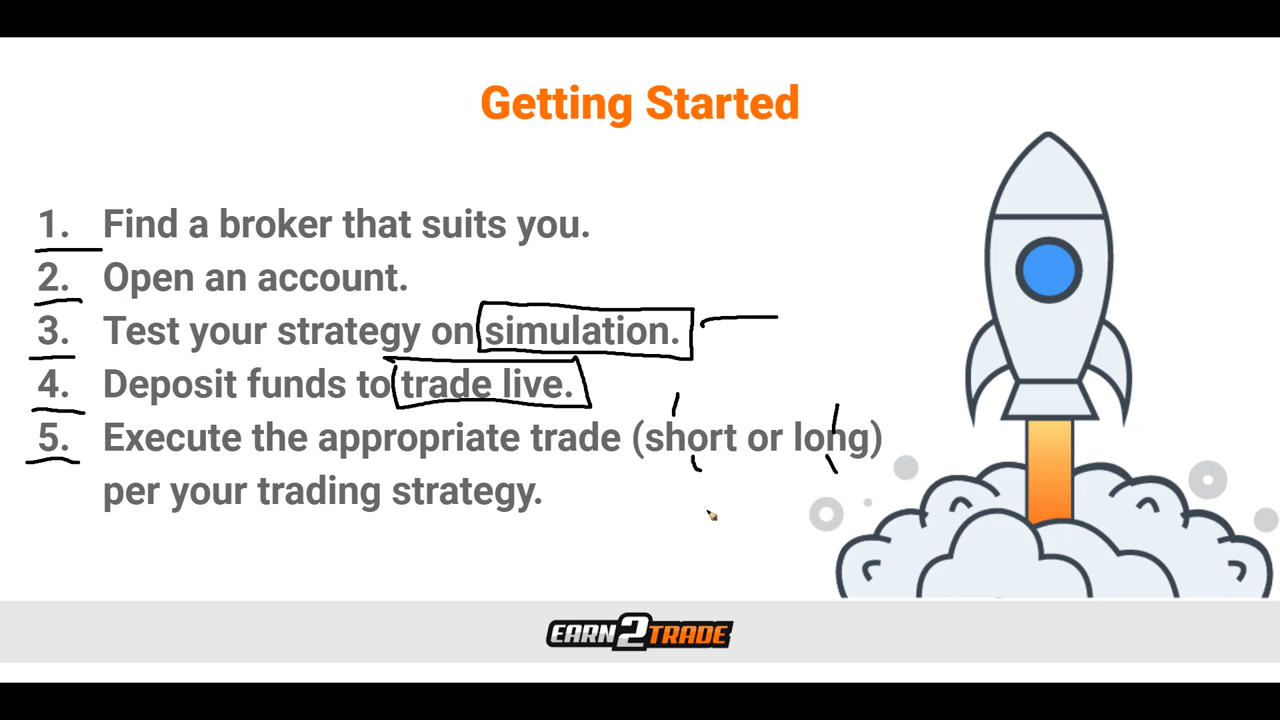 Getting Started
1. Find a broker that suits you.
2. Open an account.
3. Test your strategy on simulation.
4. Deposit funds to trade live.
5. Execute the appropriate trade (short or long)
per your trading strategy.
EARN2TRADE